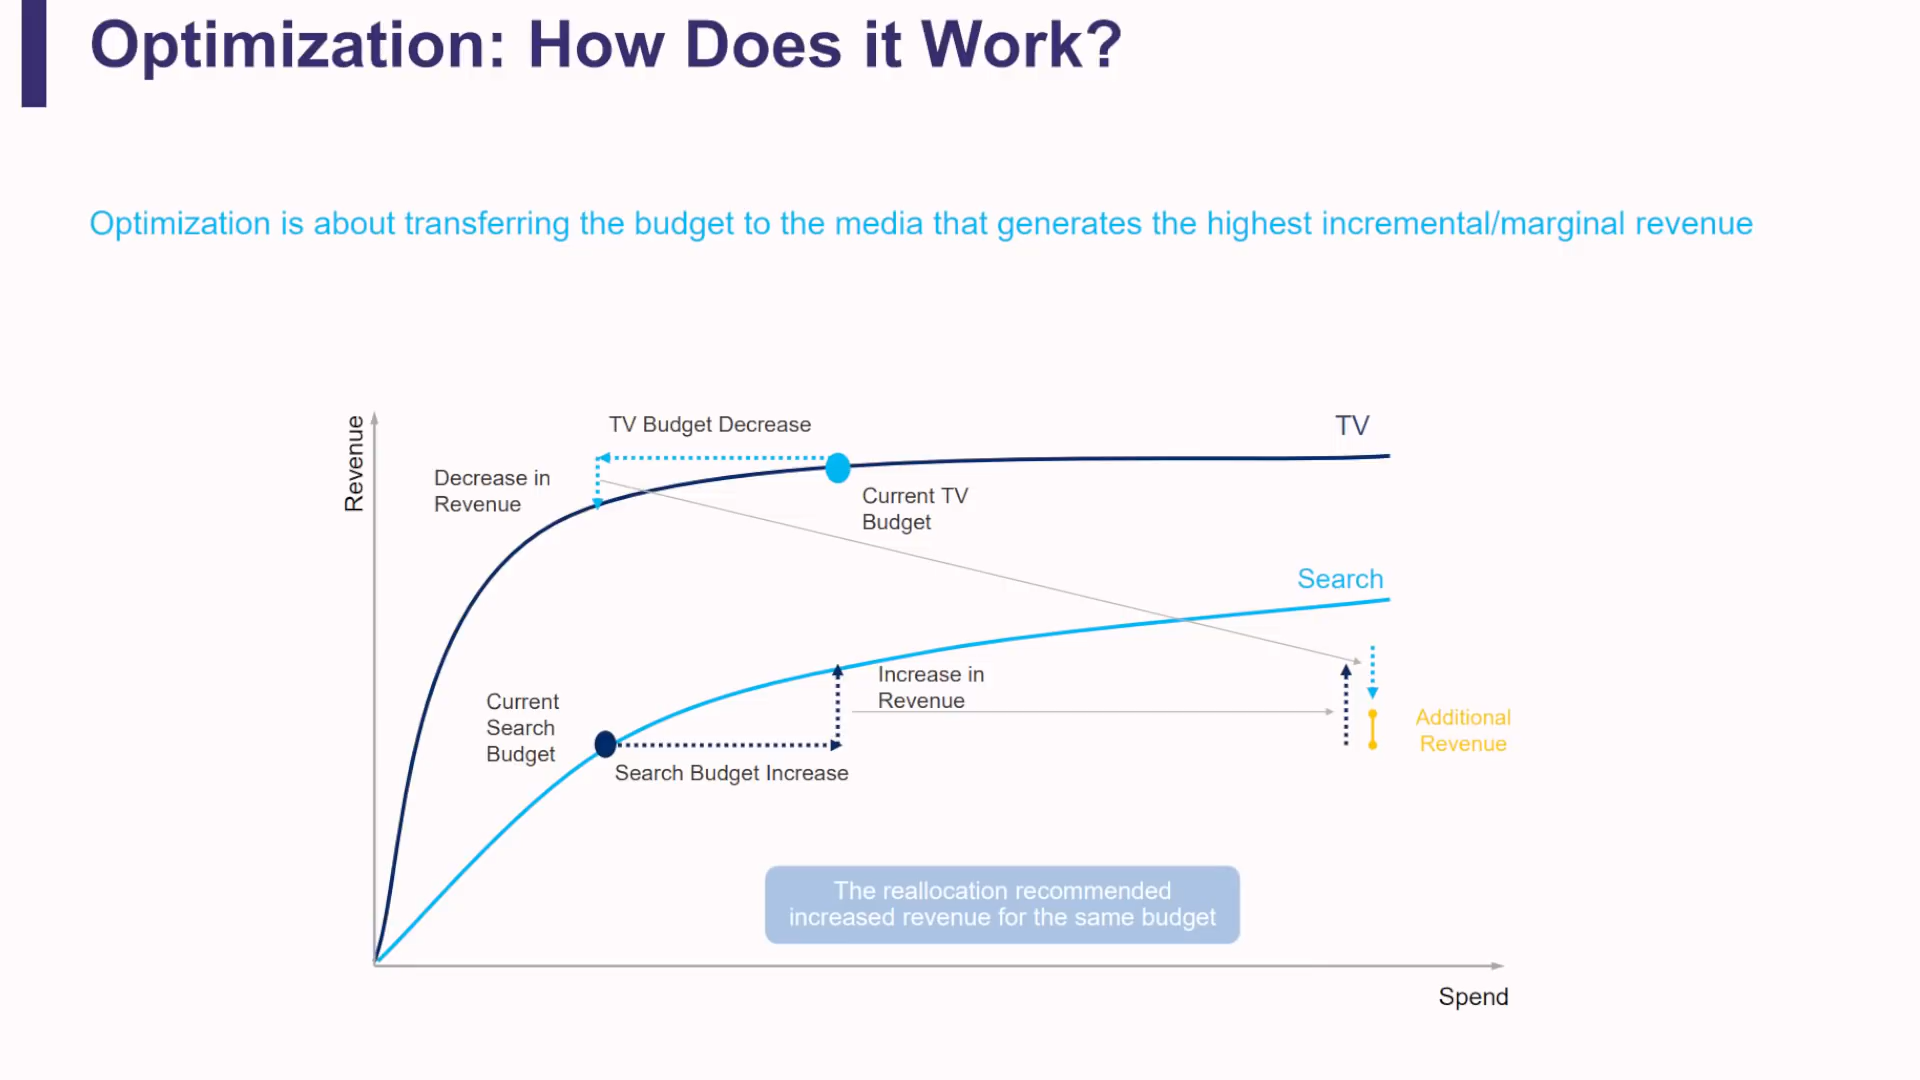 Optimization: How Does it Work?
Optimization is about transferring the budget to the media that generates the highest incremental/marginal revenue
Revenue
TV Budget Decrease
TV
Decrease in
Revenue
Current TV
Budget
Search
Increase in
Revenue
Current
Search
Budget
Additional
Revenue
Search Budget Increase
The reallocation recommended
increased revenue for the same budget
Spend